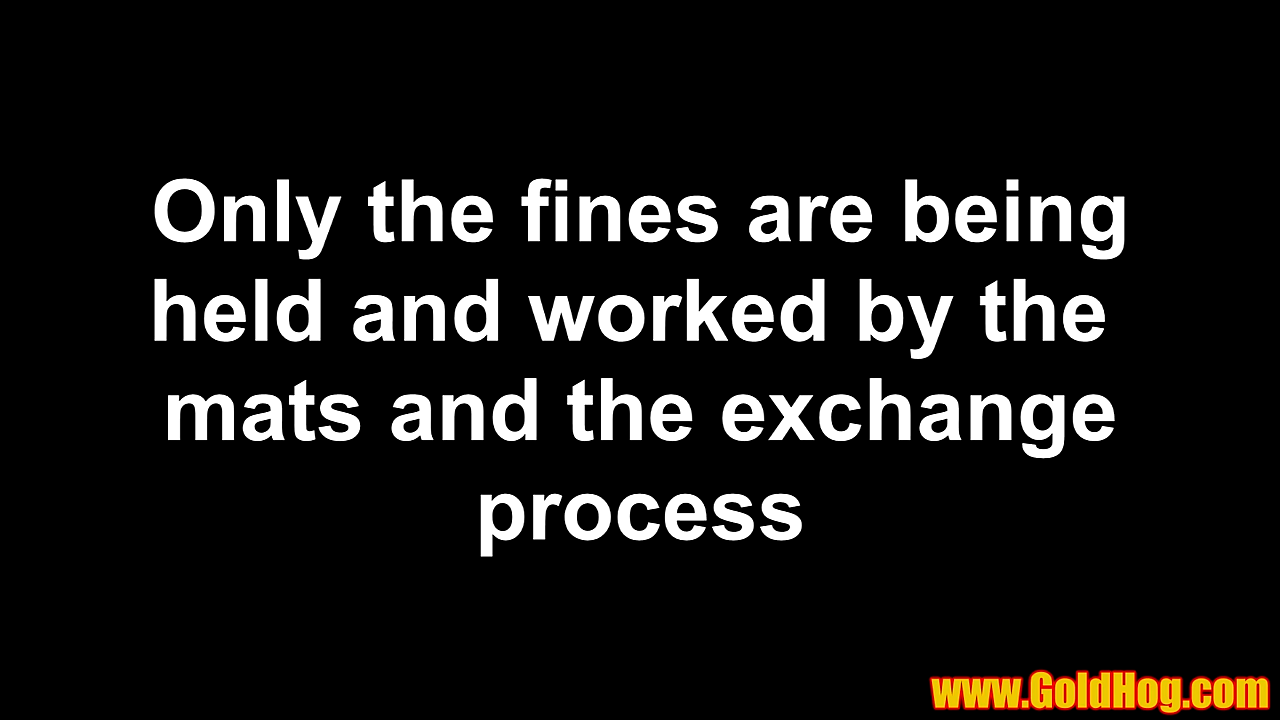 Only the fines are being
held and worked by the
mats and the exchange
process
www.GoldHog.com